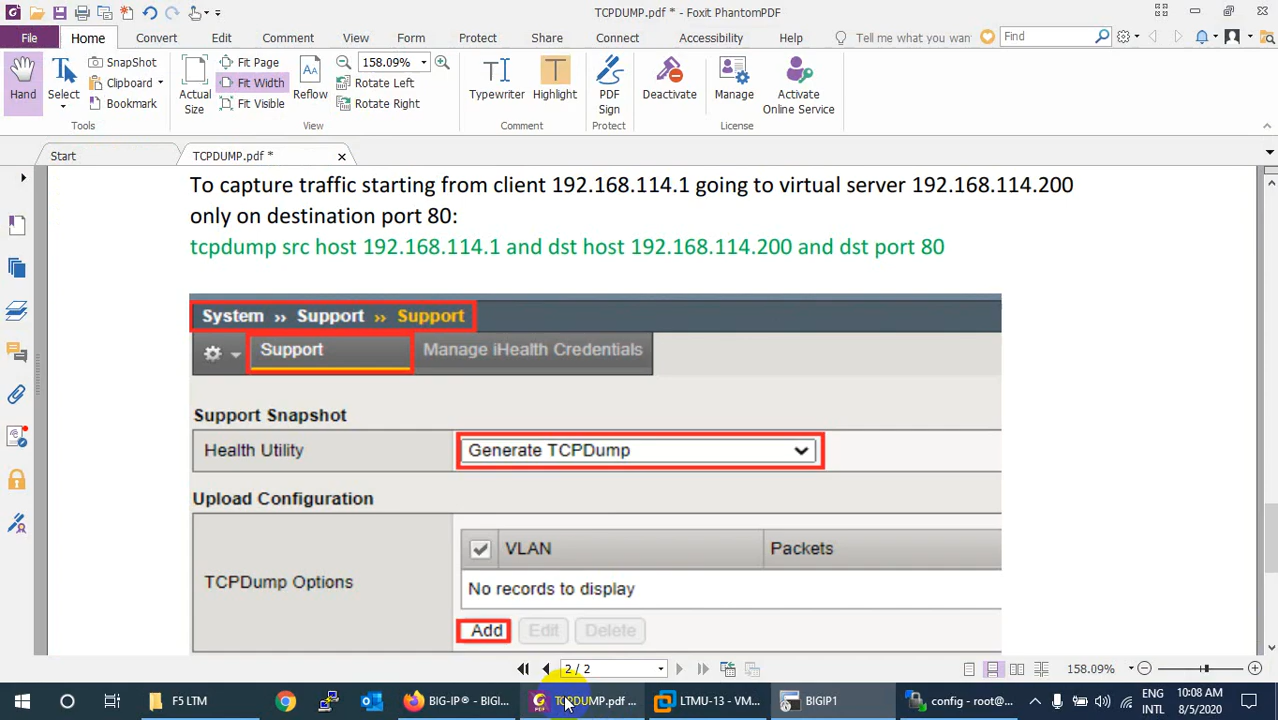 TCPDUMP.pdf * - Foxit PhantomPDF
File Home Convert Edit Comment View Form Protect Share Connect Accessibility Help Tell me what you want Find
Hand
Select
SnapShot
Clipboard
Bookmark
Tools
Actual Size
Fit Page
Fit Width
Fit Visible
Reflow
158.09%
Rotate Left
Rotate Right
View
Typewriter
Highlight
Comment
PDF Sign
Protect
Deactivate
Manage
Activate Online Service
License
Start TCPDUMP.pdf *
To capture traffic starting from client 192.168.114.1 going to virtual server 192.168.114.200
only on destination port 80:
tcpdump src host 192.168.114.1 and dst host 192.168.114.200 and dst port 80
System ›› Support ›› Support
Support Manage iHealth Credentials
Support Snapshot
Health Utility Generate TCPDump
Upload Configuration
VLAN Packets
TCPDump Options
No records to display
Add Edit Delete
2 / 2 158.09%
F5 LTM BIG-IP® - BIGI... TCPDUMP.pdf ... LTMU-13 - VM... BIGIP1 config - root@... ENG INTL 10:08 AM 8/5/2020